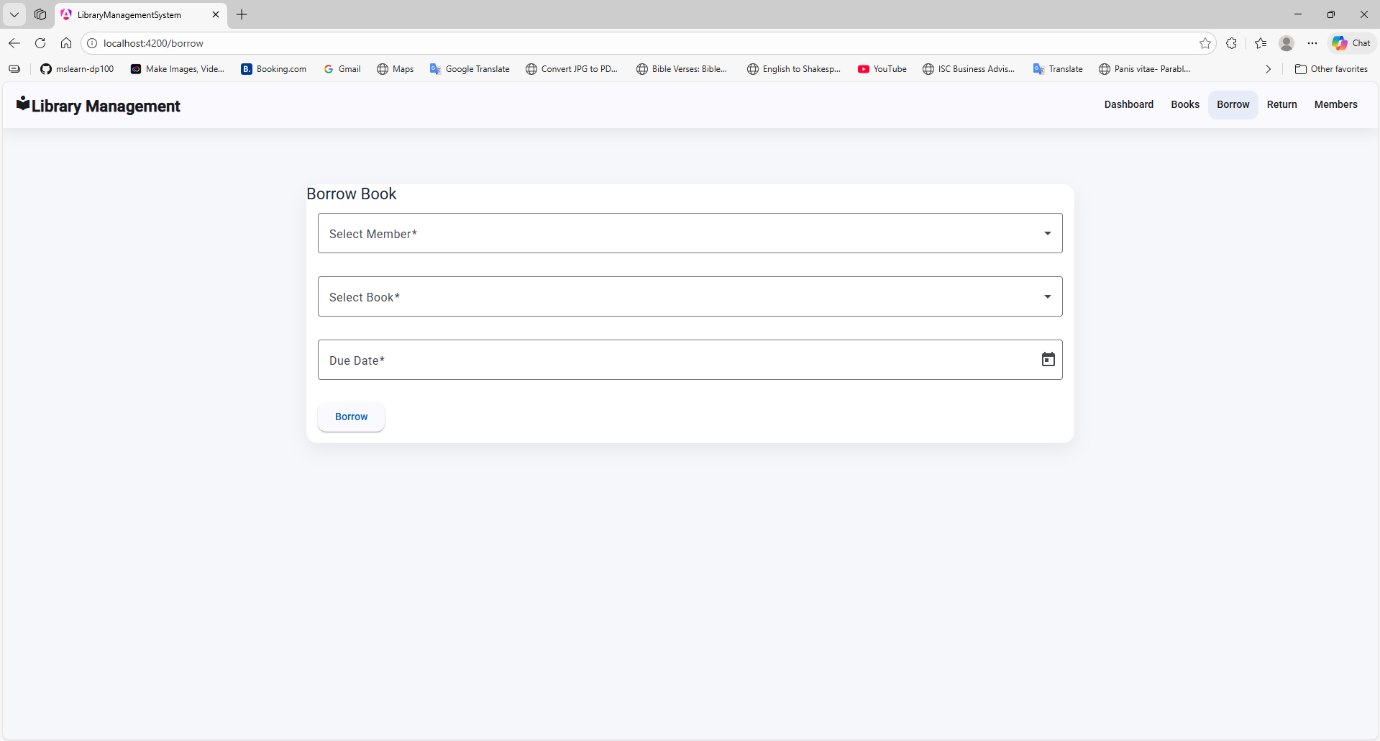 LibraryManagementSystem
localhost:4200/borrow
Chat
mslearn-dp100 Make Images, Vide... Booking.com Gmail Maps Google Translate Convert JPG to PD... Bible Verses: Bible... English to Shakesp... YouTube ISC Business Advis... Translate Panis vitae- Parabl... Other favorites
Library Management
Dashboard Books Borrow Return Members
Borrow Book
Select Member*
Select Book*
Due Date*
Borrow